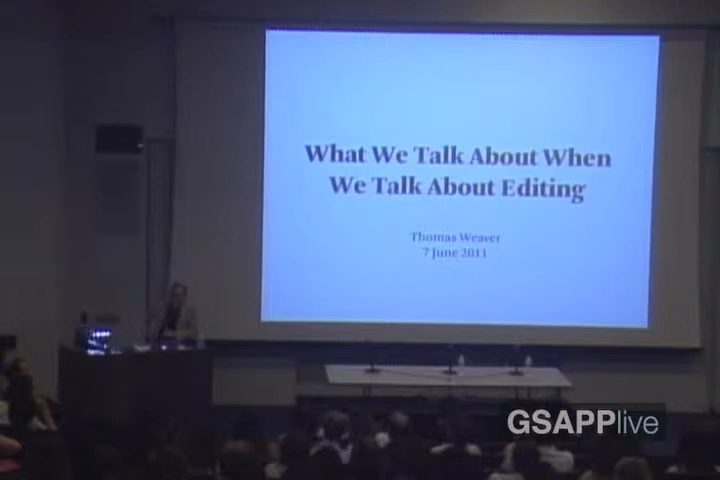 What We Talk About When
We Talk About Editing
Thomas Weaver
7 June 2011
GSAPPlive